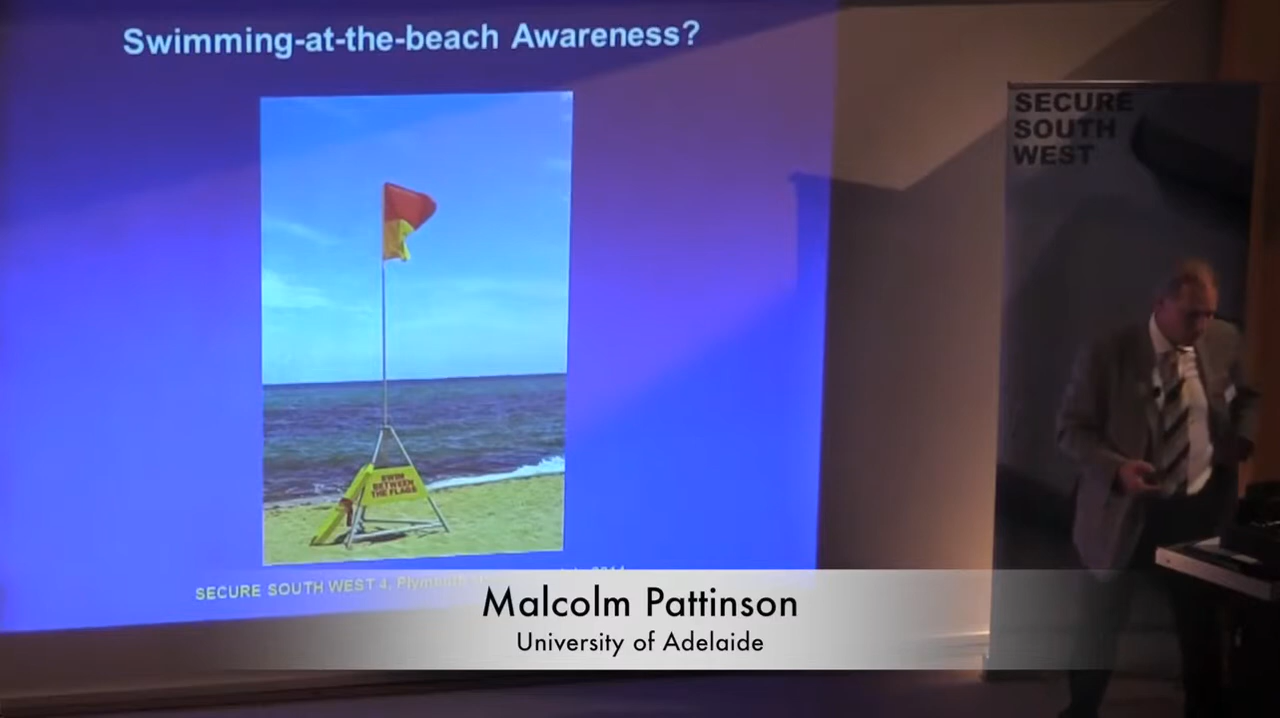 Swimming-at-the-beach Awareness?
SECURE
SOUTH
WEST
SWIM
BETWEEN
THE FLAGS
SECURE SOUTH WEST 4, Plymouth
Malcolm Pattinson
University of Adelaide